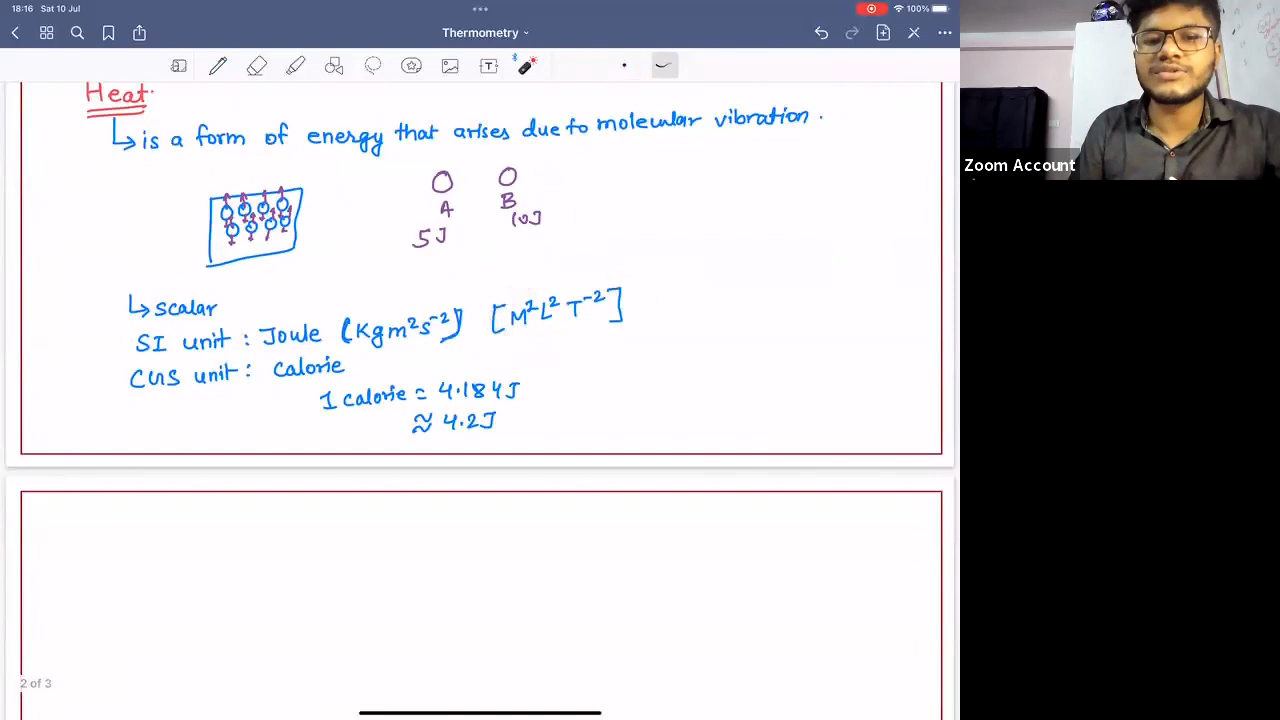 18:16 Sat 10 Jul
100%
Thermometry
Heat.
↳ is a form of energy that arises due to molecular vibration.
A B
5J 10J
↳ scalar
SI unit : Joule (Kgm²s⁻²) [M²L²T⁻²]
CGS unit : Calorie
1 calorie = 4.184J
≈ 4.2J
2 of 3
Zoom Account